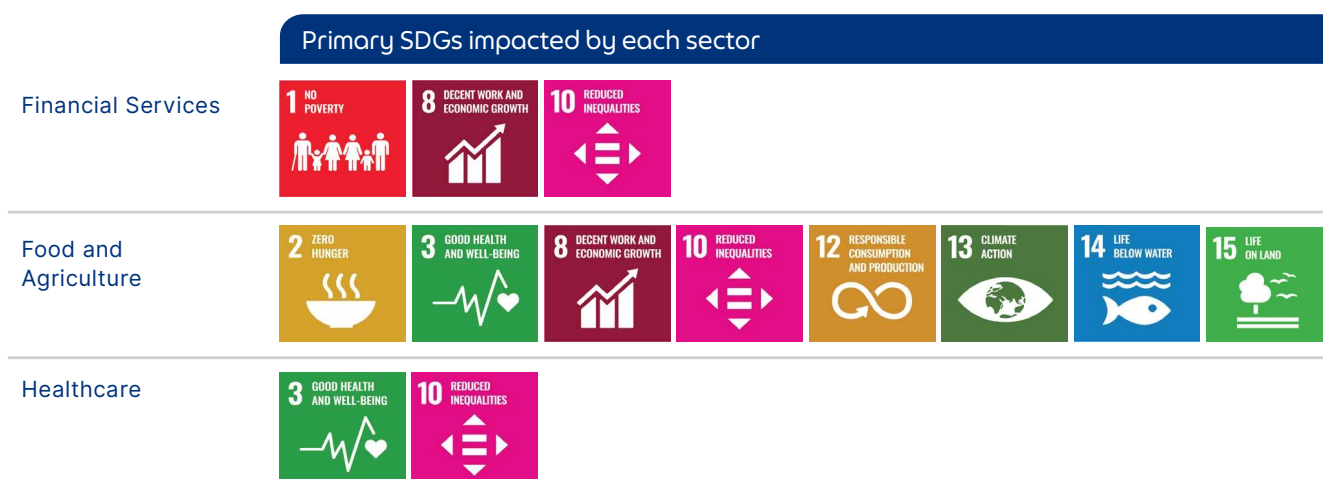 Primary SDGs impacted by each sector
Financial Services
1 NO
POVERTY
8 DECENT WORK AND
ECONOMIC GROWTH
10 REDUCED
INEQUALITIES
Food and
Agriculture
2 ZERO
HUNGER
3 GOOD HEALTH
AND WELL-BEING
8 DECENT WORK AND
ECONOMIC GROWTH
10 REDUCED
INEQUALITIES
12 RESPONSIBLE
CONSUMPTION
AND PRODUCTION
13 CLIMATE
ACTION
14 LIFE
BELOW WATER
15 LIFE
ON LAND
Healthcare
3 GOOD HEALTH
AND WELL-BEING
10 REDUCED
INEQUALITIES